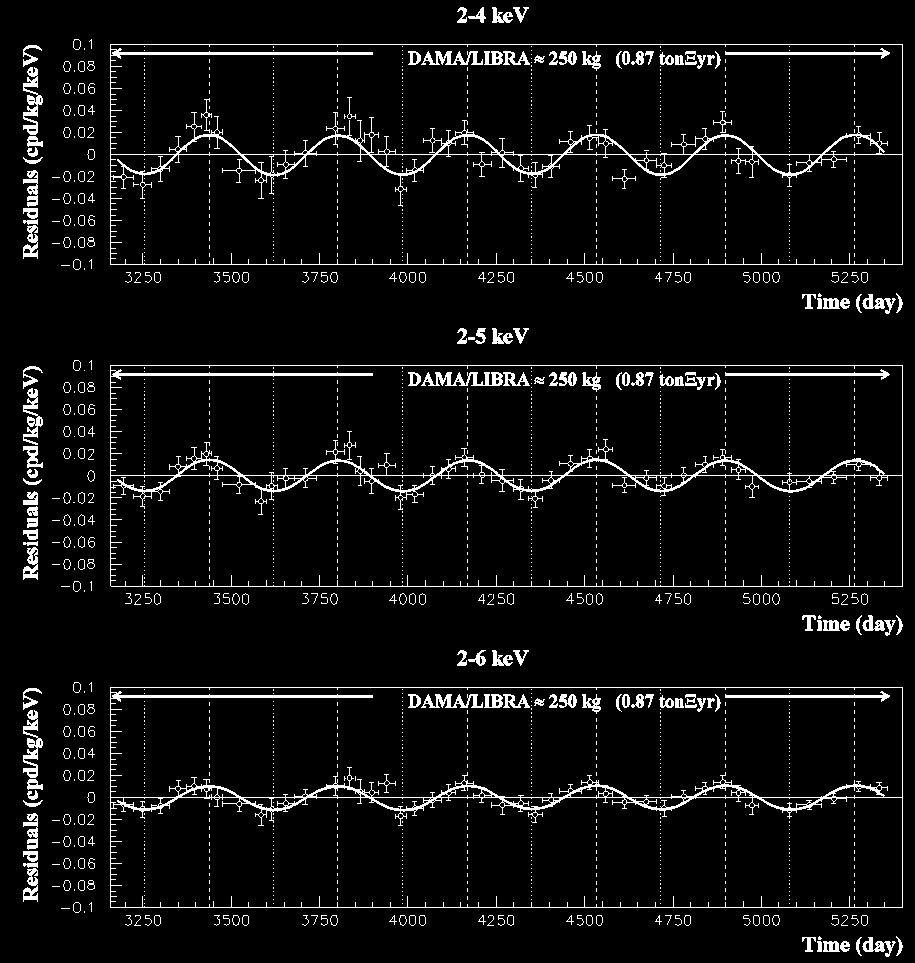 2-4 keV
Residuals (cpd/kg/keV)
0.1
0.08
0.06
0.04
0.02
0
−0.02
−0.04
−0.06
−0.08
−0.1
DAMA/LIBRA ≈ 250 kg (0.87 tonΞyr)
3250 3500 3750 4000 4250 4500 4750 5000 5250
Time (day)
2-5 keV
Residuals (cpd/kg/keV)
0.1
0.08
0.06
0.04
0.02
0
−0.02
−0.04
−0.06
−0.08
−0.1
DAMA/LIBRA ≈ 250 kg (0.87 tonΞyr)
3250 3500 3750 4000 4250 4500 4750 5000 5250
Time (day)
2-6 keV
Residuals (cpd/kg/keV)
0.1
0.08
0.06
0.04
0.02
0
−0.02
−0.04
−0.06
−0.08
−0.1
DAMA/LIBRA ≈ 250 kg (0.87 tonΞyr)
3250 3500 3750 4000 4250 4500 4750 5000 5250
Time (day)